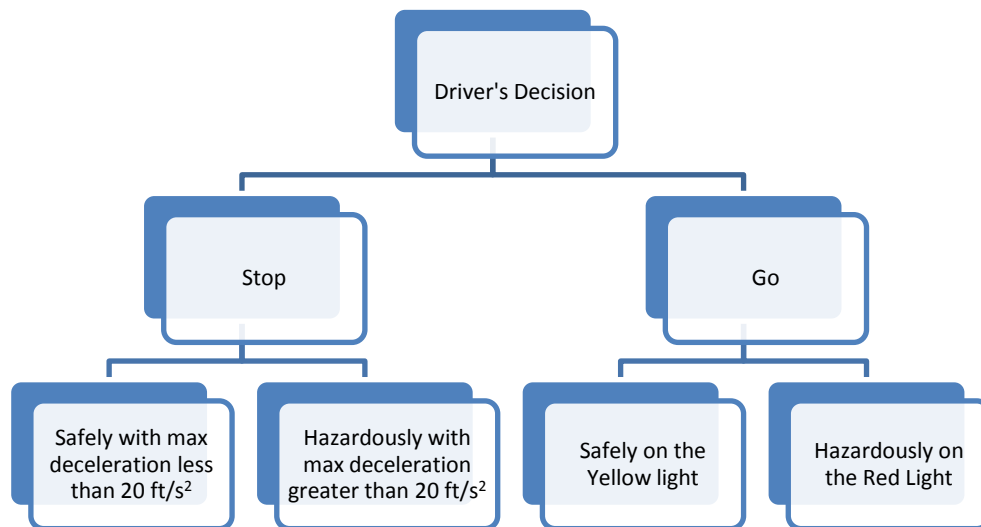 Driver's Decision
Stop
Go
Safely with max
deceleration less
than 20 ft/s²
Hazardously with
max deceleration
greater than 20 ft/s²
Safely on the
Yellow light
Hazardously on
the Red Light